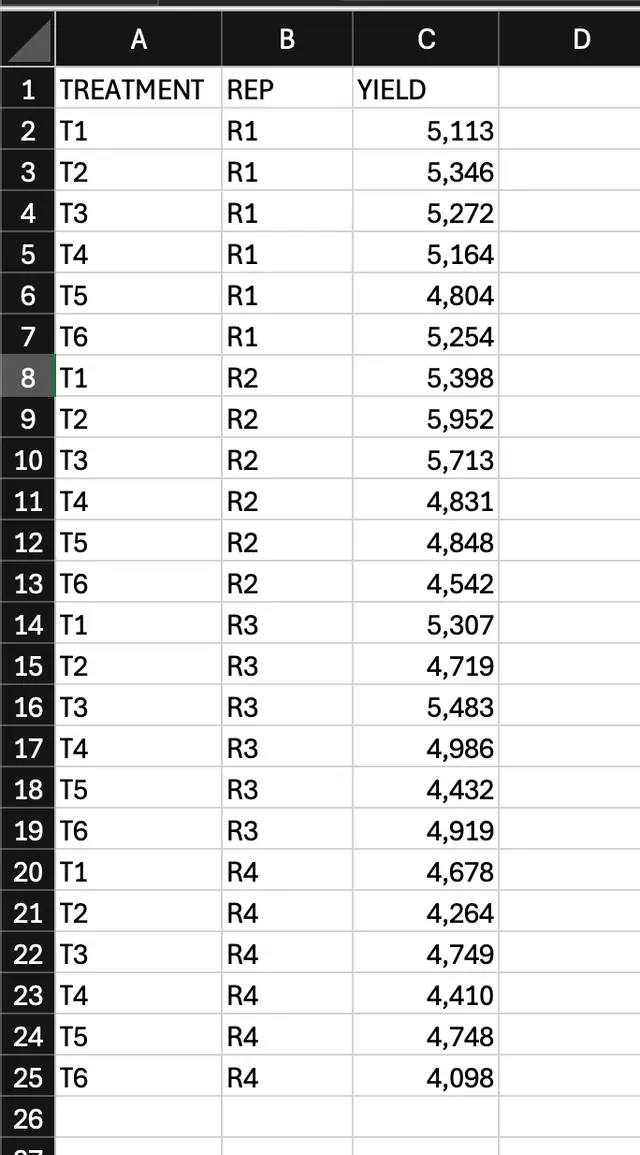 A B C D
1 TREATMENT REP YIELD
2 T1 R1 5,113
3 T2 R1 5,346
4 T3 R1 5,272
5 T4 R1 5,164
6 T5 R1 4,804
7 T6 R1 5,254
8 T1 R2 5,398
9 T2 R2 5,952
10 T3 R2 5,713
11 T4 R2 4,831
12 T5 R2 4,848
13 T6 R2 4,542
14 T1 R3 5,307
15 T2 R3 4,719
16 T3 R3 5,483
17 T4 R3 4,986
18 T5 R3 4,432
19 T6 R3 4,919
20 T1 R4 4,678
21 T2 R4 4,264
22 T3 R4 4,749
23 T4 R4 4,410
24 T5 R4 4,748
25 T6 R4 4,098
26
27